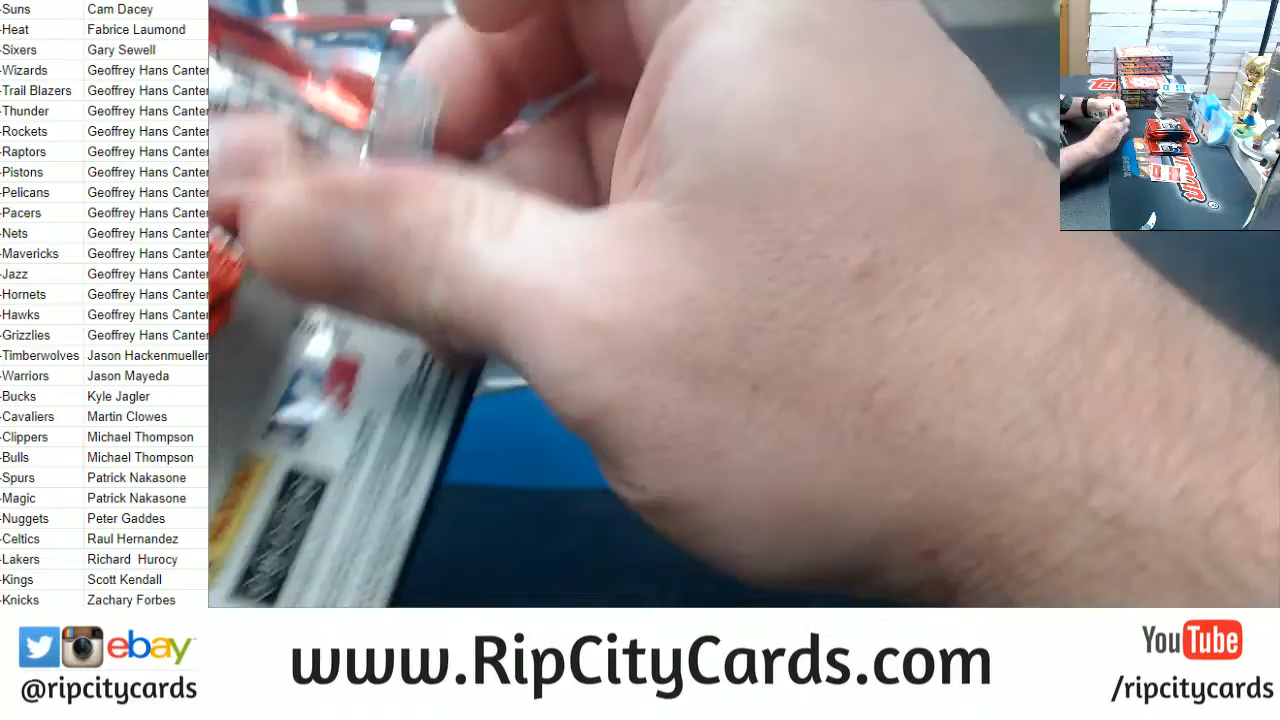 -Suns Cam Dacey
-Heat Fabrice Laumond
-Sixers Gary Sewell
-Wizards Geoffrey Hans Canter
-Trail Blazers Geoffrey Hans Canter
-Thunder Geoffrey Hans Canter
-Rockets Geoffrey Hans Canter
-Raptors Geoffrey Hans Canter
-Pistons Geoffrey Hans Canter
-Pelicans Geoffrey Hans Canter
-Pacers Geoffrey Hans Canter
-Nets Geoffrey Hans Canter
-Mavericks Geoffrey Hans Canter
-Jazz Geoffrey Hans Canter
-Hornets Geoffrey Hans Canter
-Hawks Geoffrey Hans Canter
-Grizzlies Geoffrey Hans Canter
-Timberwolves Jason Hackenmueller
-Warriors Jason Mayeda
-Bucks Kyle Jagler
-Cavaliers Martin Clowes
-Clippers Michael Thompson
-Bulls Michael Thompson
-Spurs Patrick Nakasone
-Magic Patrick Nakasone
-Nuggets Peter Gaddes
-Celtics Raul Hernandez
-Lakers Richard Hurocy
-Kings Scott Kendall
-Knicks Zachary Forbes
ebay
@ripcitycards
www.RipCityCards.com
YouTube
/ripcitycards